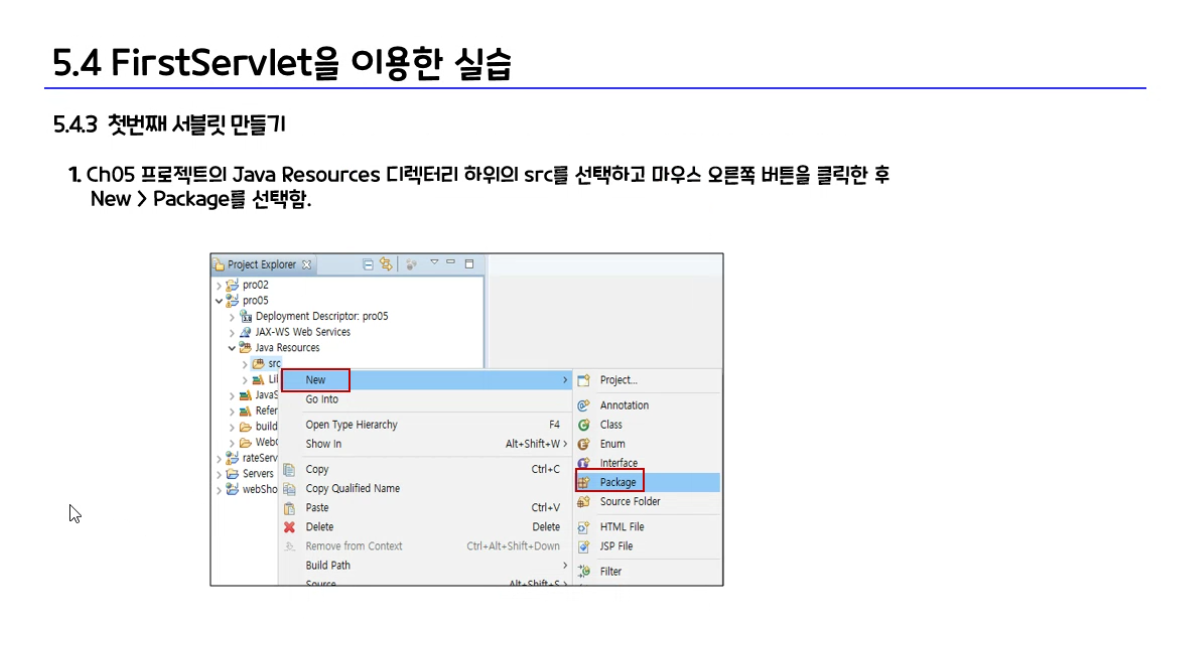 5.4 FirstServlet을 이용한 실습
5.4.3 첫번째 서블릿 만들기
1. Ch05 프로젝트의 Java Resources 디렉터리 하위의 src를 선택하고 마우스 오른쪽 버튼을 클릭한 후
New > Package를 선택함.
Project Explorer
pro02
pro05
Deployment Descriptor: pro05
JAX-WS Web Services
Java Resources
src
Li
JavaS
Refer
build
Web
rateServ
Servers
webSho
New
Go Into
Open Type Hierarchy F4
Show In Alt+Shift+W >
Copy Ctrl+C
Copy Qualified Name
Paste Ctrl+V
Delete Delete
Remove from Context Ctrl+Alt+Shift+Down
Build Path
Source Alt+Shift+S >
Project...
Annotation
Class
Enum
Interface
Package
Source Folder
HTML File
JSP File
Filter